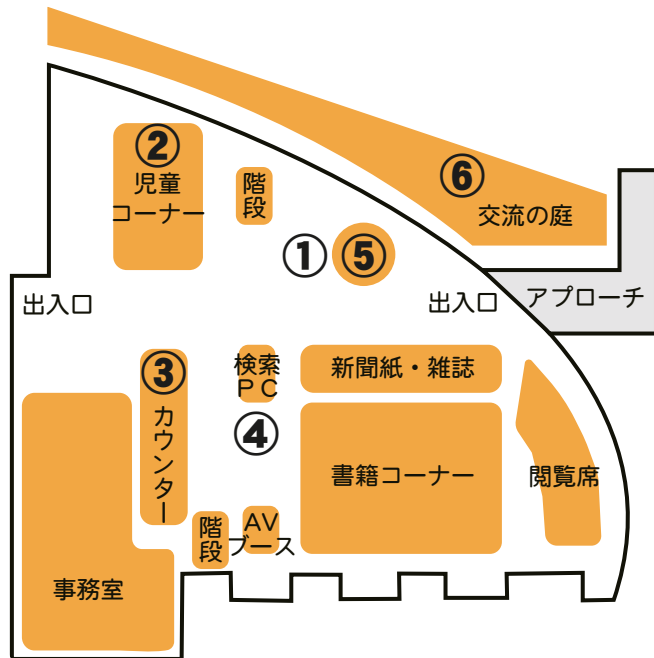 ②
児童
コーナー
階段
⑥
交流の庭
①
⑤
出入口
出入口
アプローチ
③
カウンター
検索
PC
新聞紙・雑誌
④
書籍コーナー
閲覧席
階段
AV
ブース
事務室